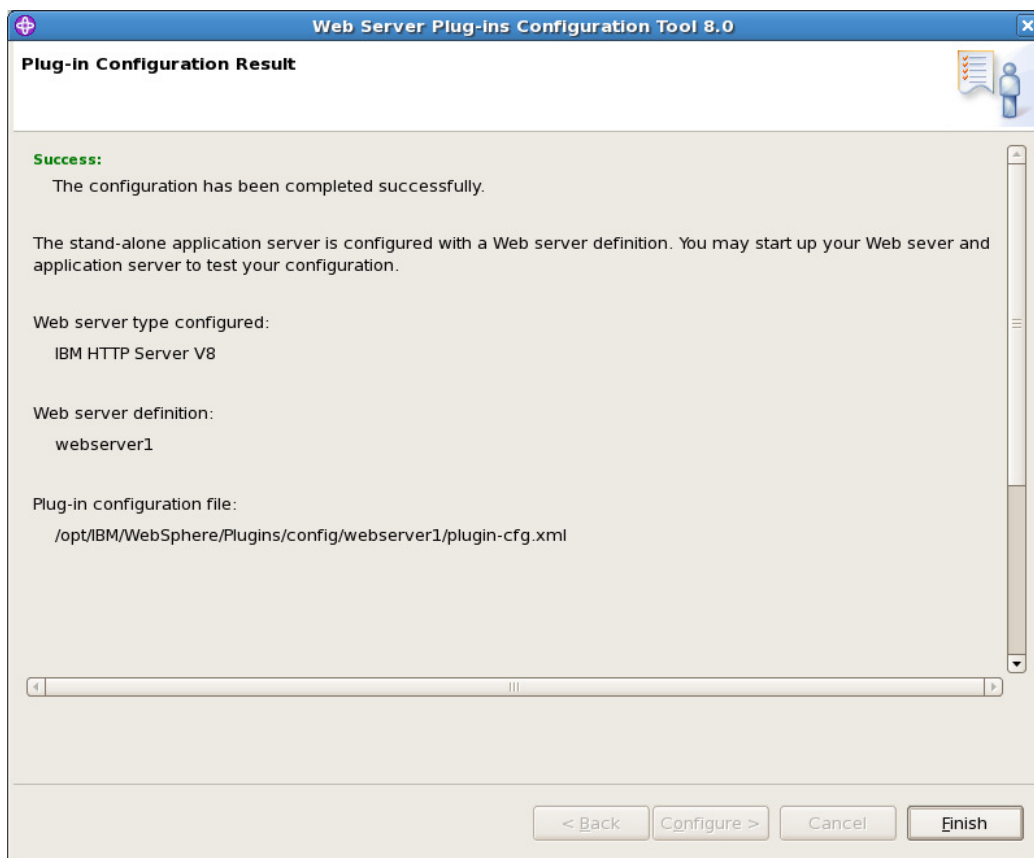 Web Server Plug-ins Configuration Tool 8.0
Plug-in Configuration Result
Success:
The configuration has been completed successfully.
The stand-alone application server is configured with a Web server definition. You may start up your Web sever and
application server to test your configuration.
Web server type configured:
IBM HTTP Server V8
Web server definition:
webserver1
Plug-in configuration file:
/opt/IBM/WebSphere/Plugins/config/webserver1/plugin-cfg.xml
< Back Configure > Cancel Finish